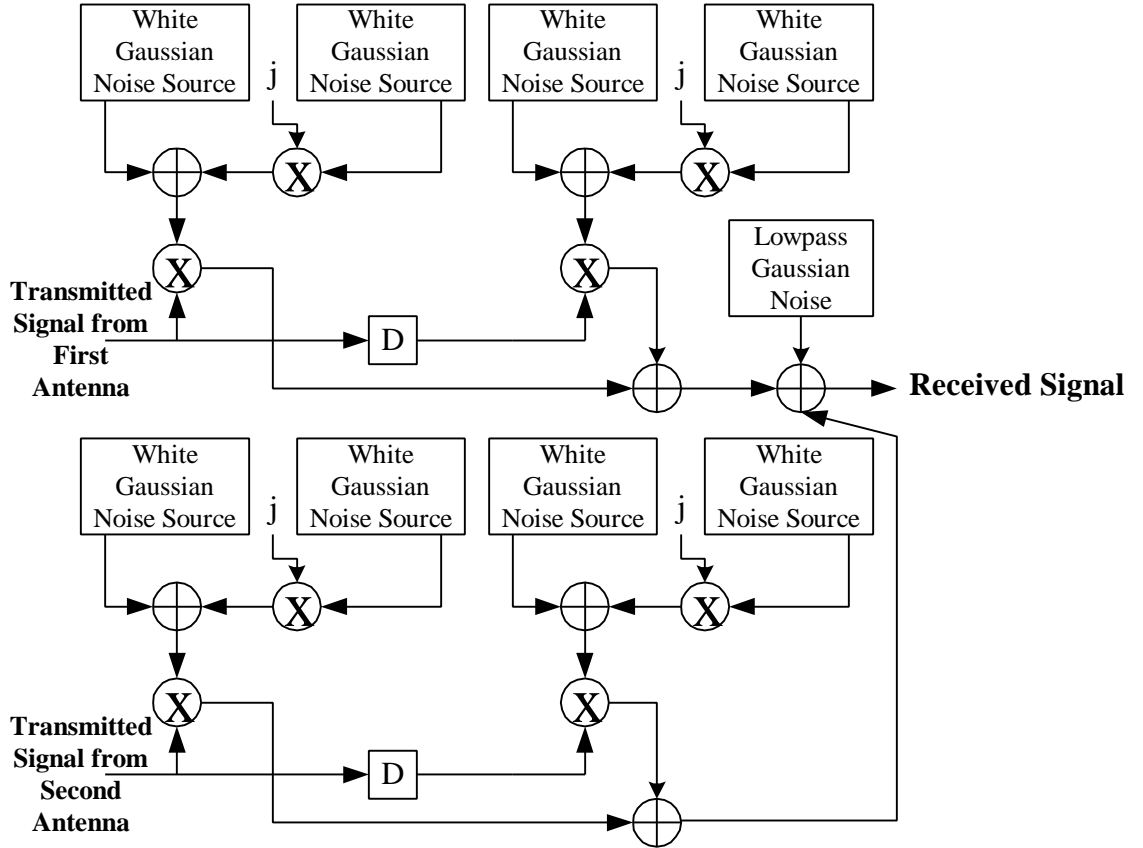 White
Gaussian
Noise Source
White
Gaussian
Noise Source
White
Gaussian
Noise Source
White
Gaussian
Noise Source
j
j
X
X
X
X
Lowpass
Gaussian
Noise
Transmitted
Signal from
First
Antenna
D
Received Signal
White
Gaussian
Noise Source
White
Gaussian
Noise Source
White
Gaussian
Noise Source
White
Gaussian
Noise Source
j
j
X
X
X
X
Transmitted
Signal from
Second
Antenna
D